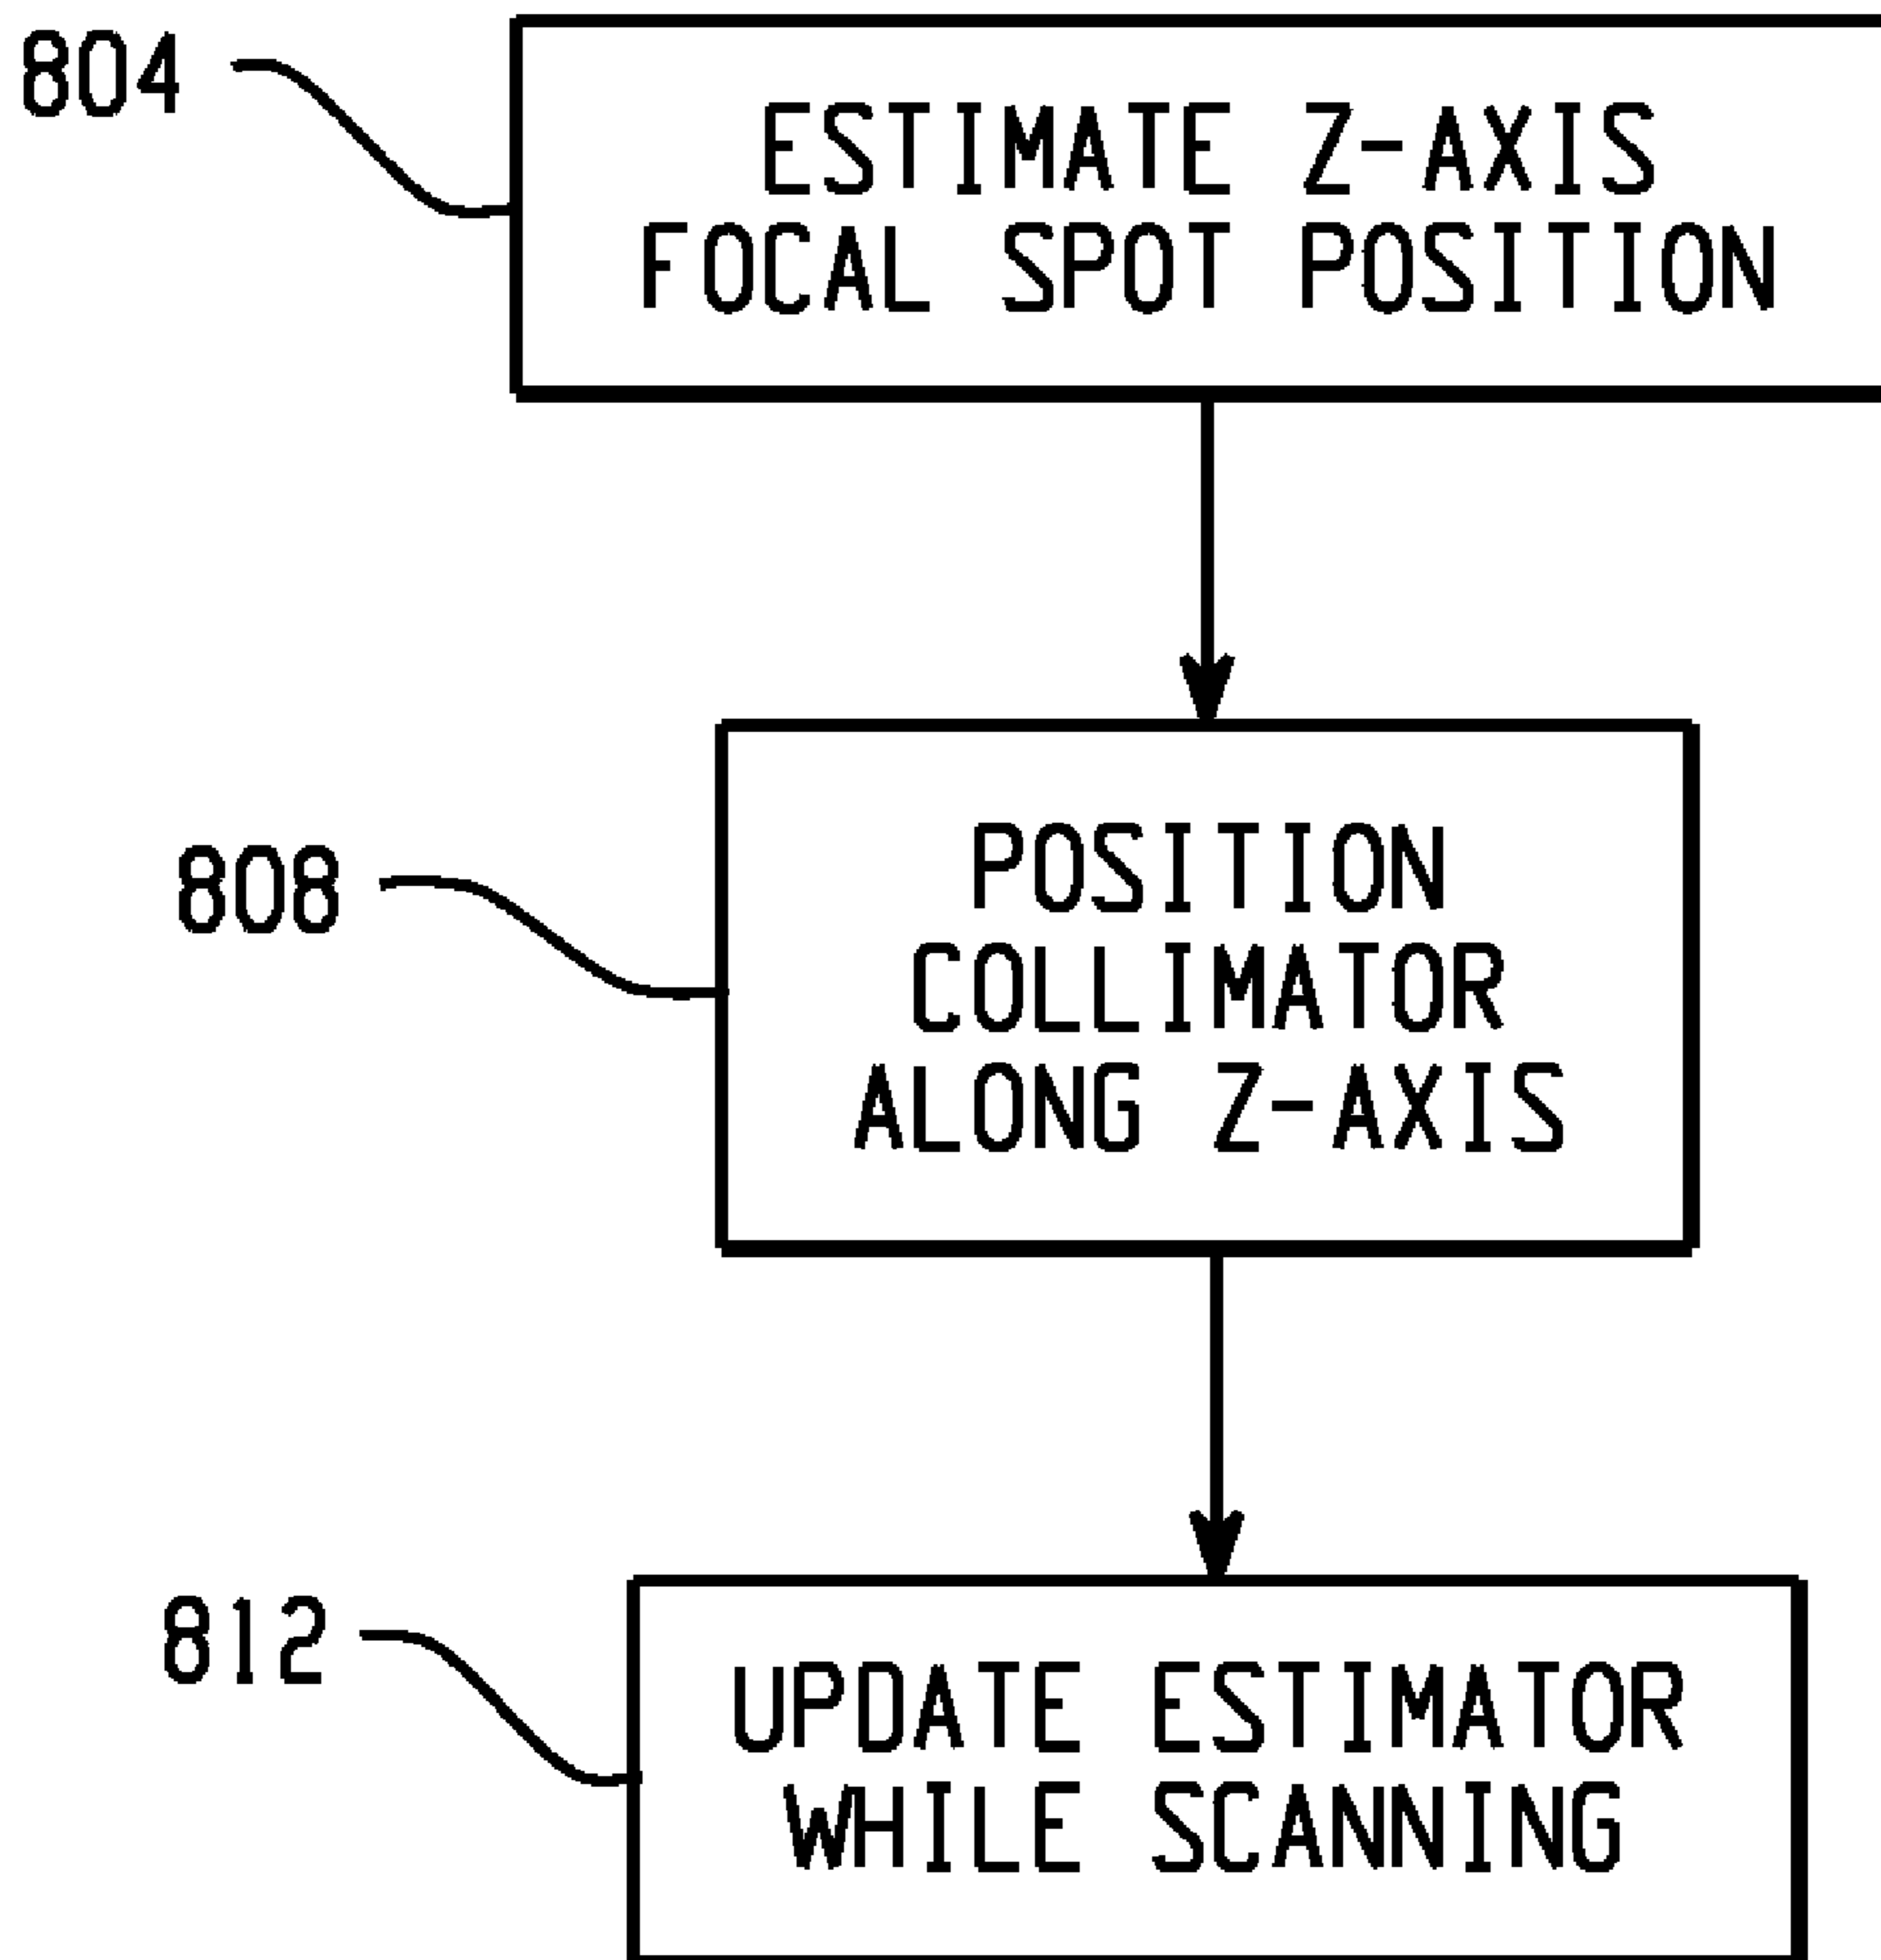 804
ESTIMATE Z-AXIS
FOCAL SPOT POSITION
808
POSITION
COLLIMATOR
ALONG Z-AXIS
812
UPDATE ESTIMATOR
WHILE SCANNING